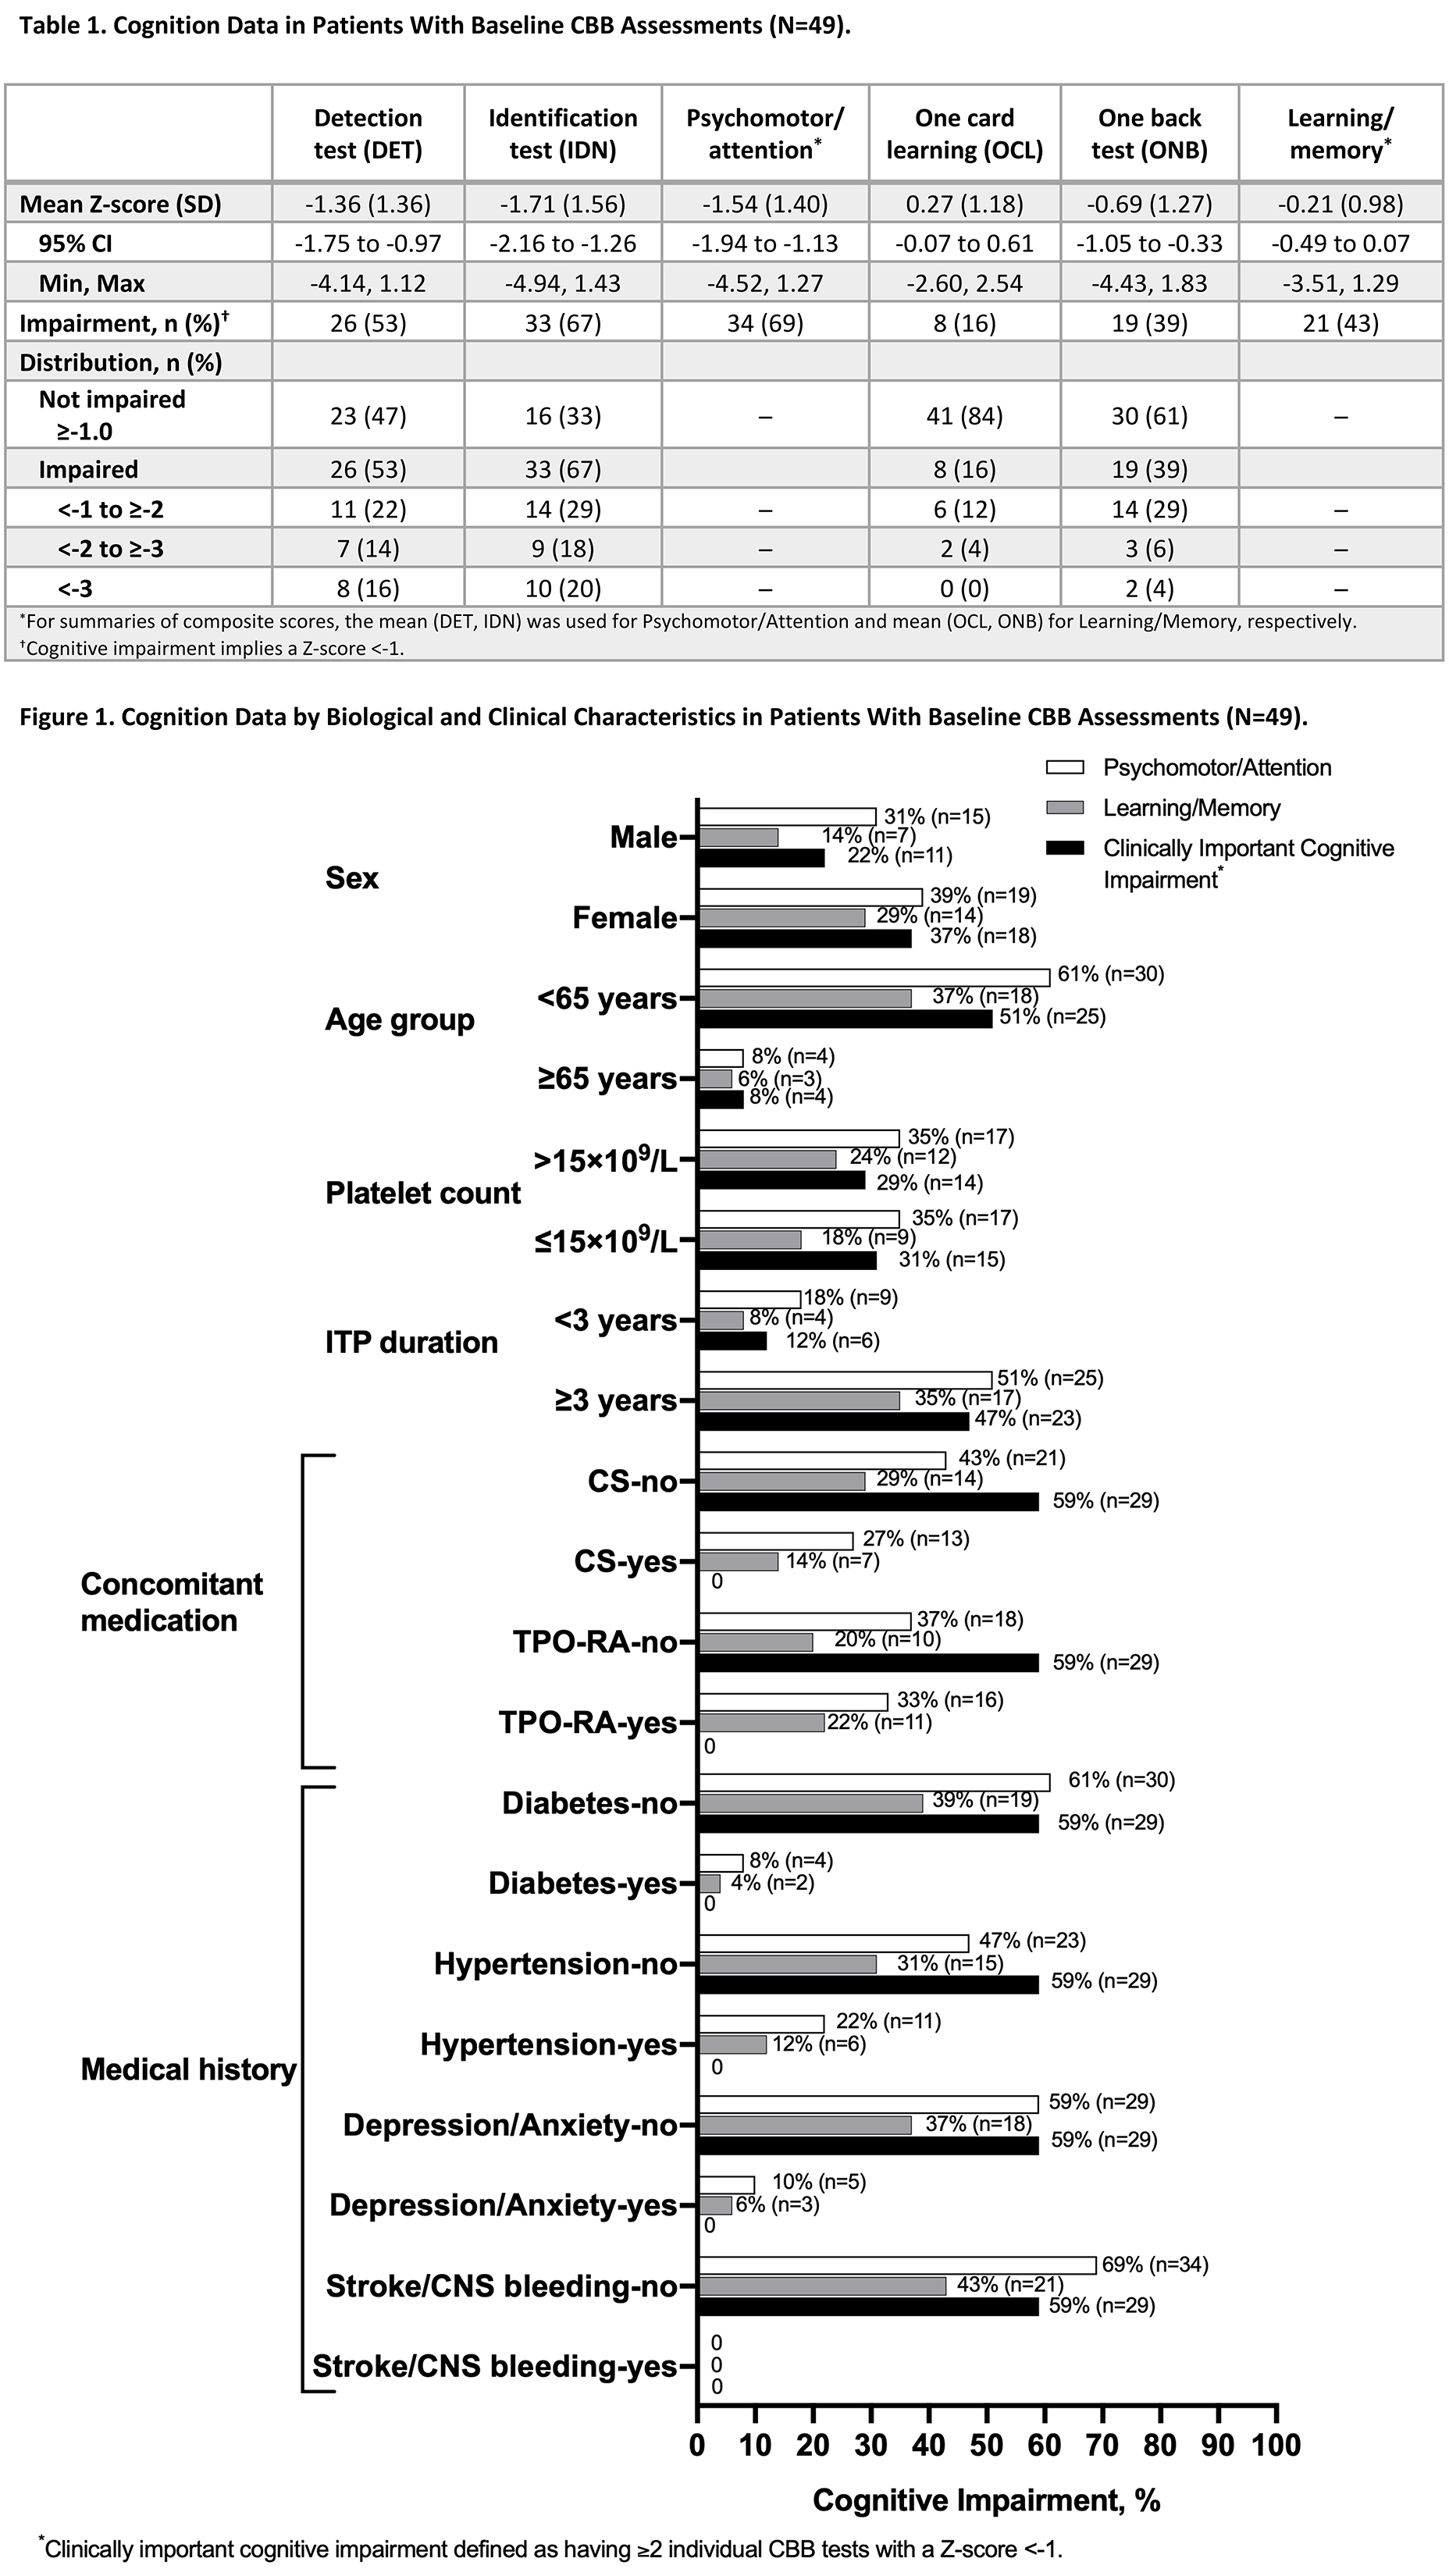 Table 1. Cognition Data in Patients With Baseline CBB Assessments (N=49).
Detection test (DET) Identification test (IDN) Psychomotor/ attention* One card learning (OCL) One back test (ONB) Learning/ memory*
Mean Z-score (SD) -1.36 (1.36) -1.71 (1.56) -1.54 (1.40) 0.27 (1.18) -0.69 (1.27) -0.21 (0.98)
95% CI -1.75 to -0.97 -2.16 to -1.26 -1.94 to -1.13 -0.07 to 0.61 -1.05 to -0.33 -0.49 to 0.07
Min, Max -4.14, 1.12 -4.94, 1.43 -4.52, 1.27 -2.60, 2.54 -4.43, 1.83 -3.51, 1.29
Impairment, n (%)† 26 (53) 33 (67) 34 (69) 8 (16) 19 (39) 21 (43)
Distribution, n (%)
Not impaired ≥-1.0 23 (47) 16 (33) – 41 (84) 30 (61) –
Impaired 26 (53) 33 (67) 8 (16) 19 (39)
<-1 to ≥-2 11 (22) 14 (29) – 6 (12) 14 (29) –
<-2 to ≥-3 7 (14) 9 (18) – 2 (4) 3 (6) –
<-3 8 (16) 10 (20) – 0 (0) 2 (4) –
*For summaries of composite scores, the mean (DET, IDN) was used for Psychomotor/Attention and mean (OCL, ONB) for Learning/Memory, respectively.
†Cognitive impairment implies a Z-score <-1.
Figure 1. Cognition Data by Biological and Clinical Characteristics in Patients With Baseline CBB Assessments (N=49).
Psychomotor/Attention
Learning/Memory
Clinically Important Cognitive
Impairment*
Sex
Male
31% (n=15)
14% (n=7)
22% (n=11)
Female
39% (n=19)
29% (n=14)
37% (n=18)
Age group
<65 years
61% (n=30)
37% (n=18)
51% (n=25)
≥65 years
8% (n=4)
6% (n=3)
8% (n=4)
Platelet count
>15×10⁹/L
35% (n=17)
24% (n=12)
29% (n=14)
≤15×10⁹/L
35% (n=17)
18% (n=9)
31% (n=15)
ITP duration
<3 years
18% (n=9)
8% (n=4)
12% (n=6)
≥3 years
51% (n=25)
35% (n=17)
47% (n=23)
Concomitant
medication
CS-no
43% (n=21)
29% (n=14)
59% (n=29)
CS-yes
27% (n=13)
14% (n=7)
0
TPO-RA-no
37% (n=18)
20% (n=10)
59% (n=29)
TPO-RA-yes
33% (n=16)
22% (n=11)
0
Medical history
Diabetes-no
61% (n=30)
39% (n=19)
59% (n=29)
Diabetes-yes
8% (n=4)
4% (n=2)
0
Hypertension-no
47% (n=23)
31% (n=15)
59% (n=29)
Hypertension-yes
22% (n=11)
12% (n=6)
0
Depression/Anxiety-no
59% (n=29)
37% (n=18)
59% (n=29)
Depression/Anxiety-yes
10% (n=5)
6% (n=3)
0
Stroke/CNS bleeding-no
69% (n=34)
43% (n=21)
59% (n=29)
Stroke/CNS bleeding-yes
0
0
0
0 10 20 30 40 50 60 70 80 90 100
Cognitive Impairment, %
*Clinically important cognitive impairment defined as having ≥2 individual CBB tests with a Z-score <-1.